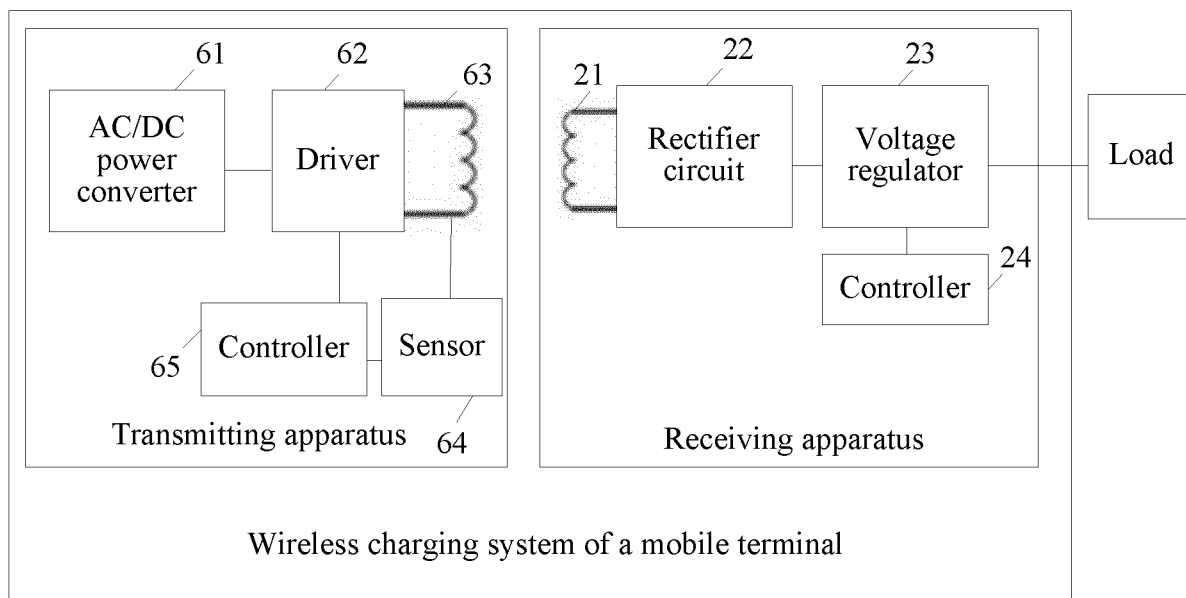 61
62
63
21
22
23
AC/DC
power
converter
Driver
Rectifier
circuit
Voltage
regulator
Load
24
Controller
65
Controller
Sensor
64
Transmitting apparatus
Receiving apparatus
Wireless charging system of a mobile terminal